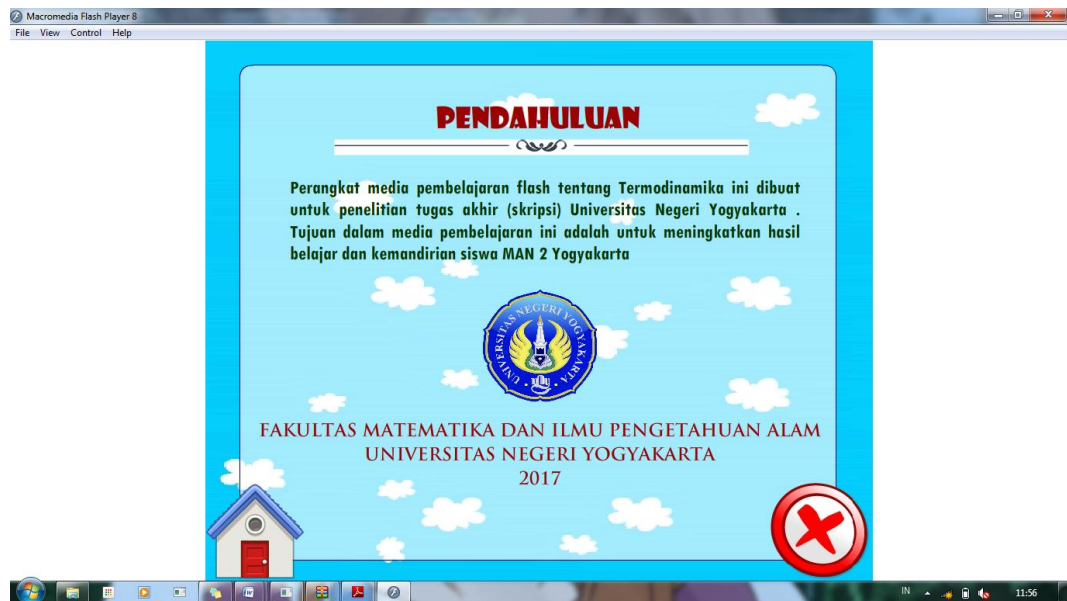 Macromedia Flash Player 8
File View Control Help
PENDAHULUAN
Perangkat media pembelajaran flash tentang Termodinamika ini dibuat
untuk penelitian tugas akhir (skripsi) Universitas Negeri Yogyakarta .
Tujuan dalam media pembelajaran ini adalah untuk meningkatkan hasil
belajar dan kemandirian siswa MAN 2 Yogyakarta
UNIVERSITAS NEGERI YOGYAKARTA
FAKULTAS MATEMATIKA DAN ILMU PENGETAHUAN ALAM
UNIVERSITAS NEGERI YOGYAKARTA
2017
IN 11:56